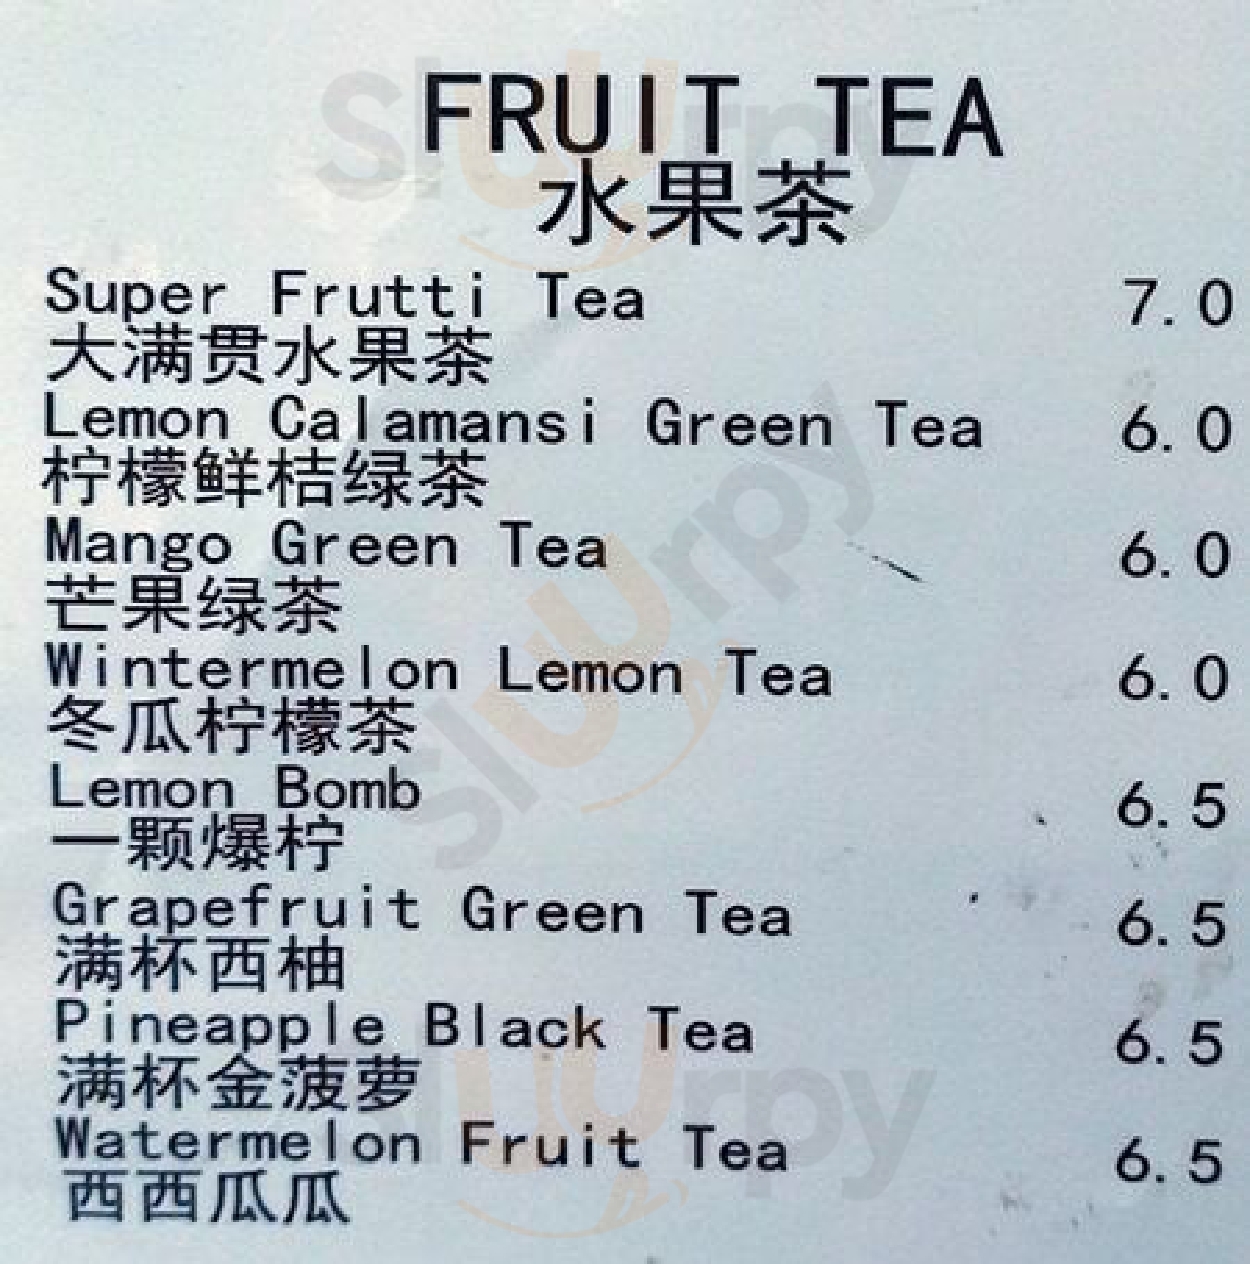 FRUIT TEA
水果茶
Super Frutti Tea 7.0
大满贯水果茶
Lemon Calamansi Green Tea 6.0
柠檬鲜桔绿茶
Mango Green Tea 6.0
芒果绿茶
Wintermelon Lemon Tea 6.0
冬瓜柠檬茶
Lemon Bomb 6.5
一颗爆柠
Grapefruit Green Tea 6.5
满杯西柚
Pineapple Black Tea 6.5
满杯金菠萝
Watermelon Fruit Tea 6.5
西西瓜瓜
Slurpy
Slurpy
Slurpy